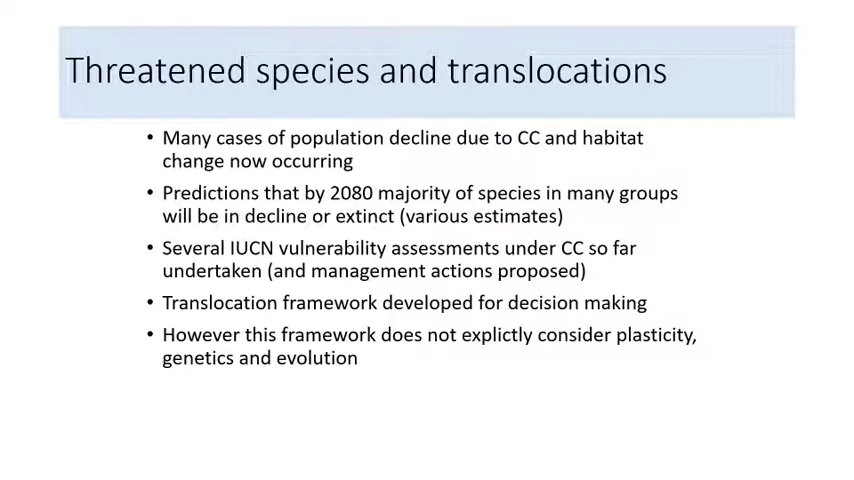 Threatened species and translocations
• Many cases of population decline due to CC and habitat
change now occurring
• Predictions that by 2080 majority of species in many groups
will be in decline or extinct (various estimates)
• Several IUCN vulnerability assessments under CC so far
undertaken (and management actions proposed)
• Translocation framework developed for decision making
• However this framework does not explictly consider plasticity,
genetics and evolution